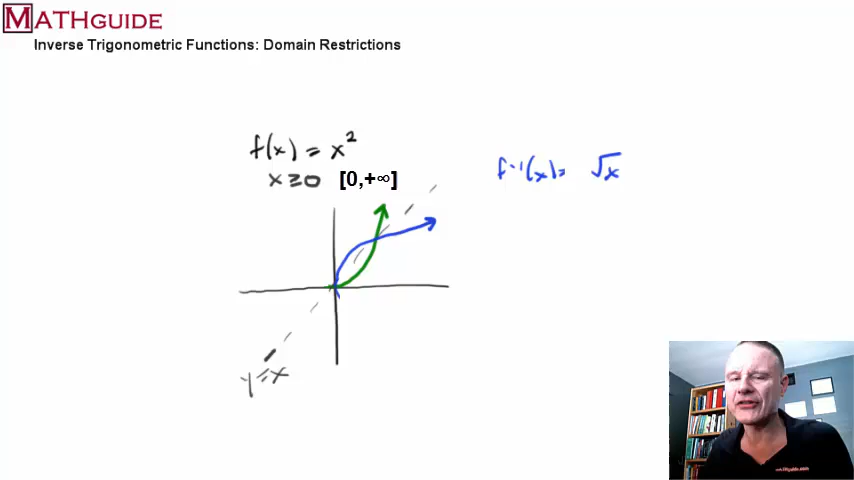 MATHGUIDE
Inverse Trigonometric Functions: Domain Restrictions
f(x) = x²
x ≥ 0 [0,+∞]
f⁻¹(x) = √x
y = x